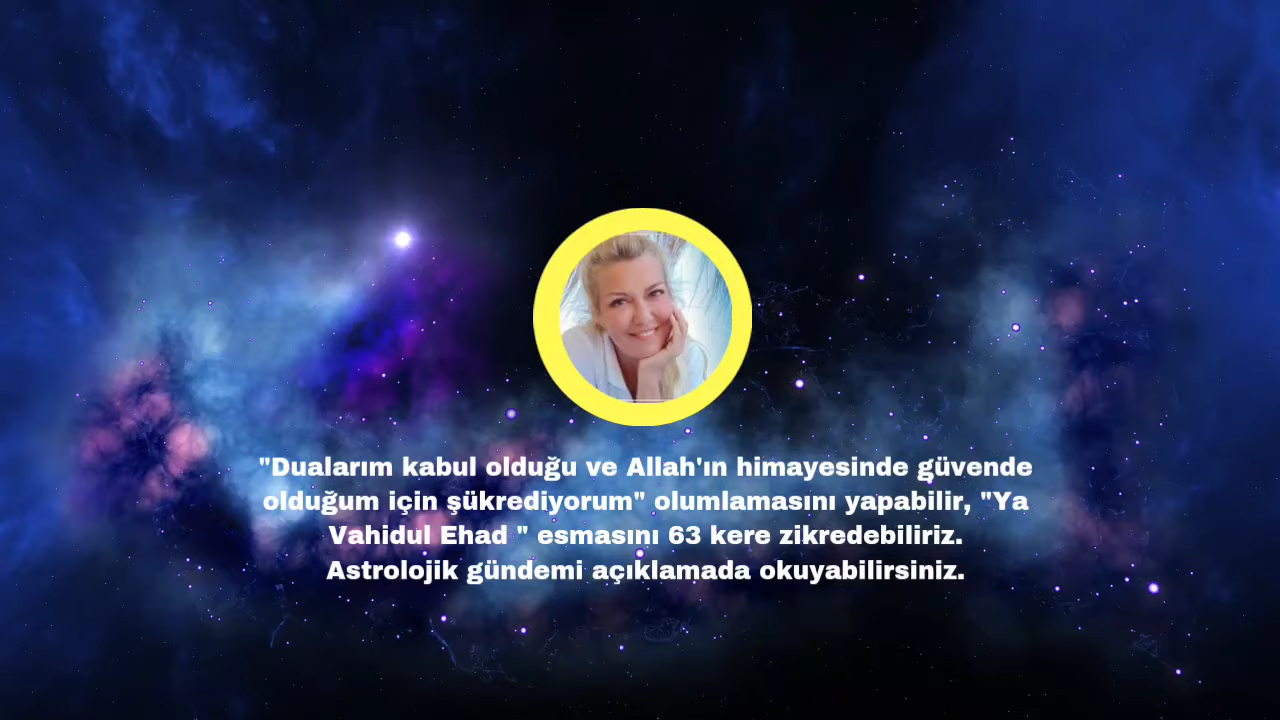 "Dualarım kabul olduğu ve Allah'ın himayesinde güvende
olduğum için şükrediyorum" olumlamasını yapabilir, "Ya
Vahidul Ehad " esmasını 63 kere zikredebiliriz.
Astrolojik gündemi açıklamada okuyabilirsiniz.